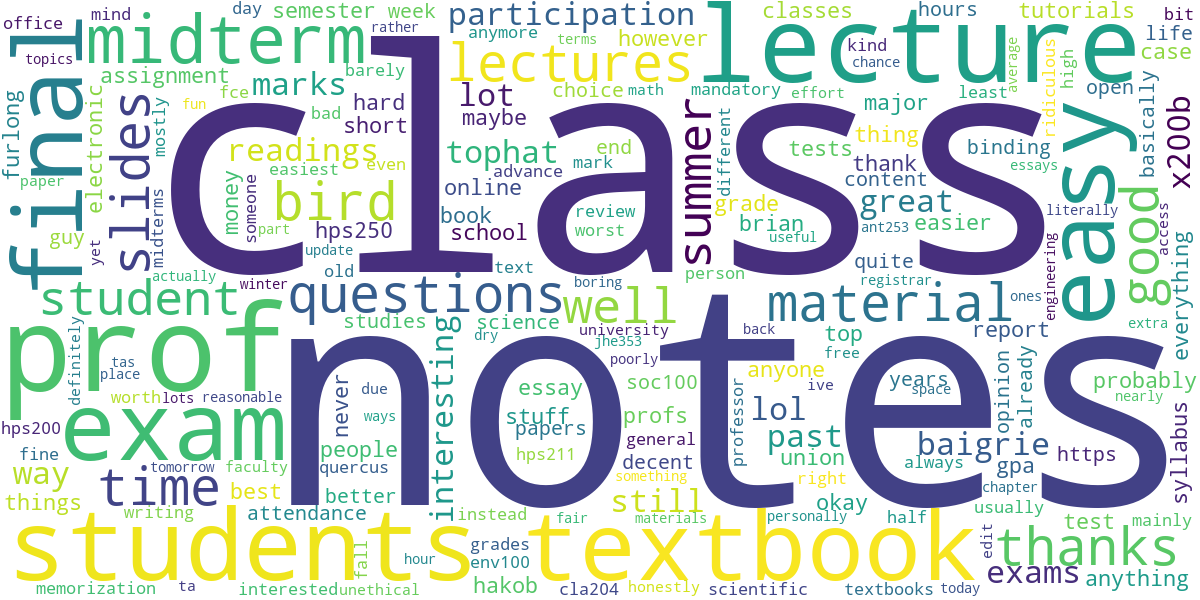 office
mind
day
semester
week
participation
classes
hours
tutorials
bit
topics
midterm
rather
anymore
terms
however
lecture
kind
life
chance
case
final
assignment
marks
barely
lectures
choice
math
mandatory
average
ridiculous
high
open
fce
fun
hard
lot
effort
major
least
furlong
electronic
slides
mostly
bad
short
maybe
summer
different
tests
thing
binding
essays
basically
x200b
readings
easiest
even
tophat
end
mark
thank
content
easy
paper
money
someone
bird
advance
online
grade
great
midterms
part
hps250
book
school
review
worst
brian
useful
ant253
easier
literally
access
guy
yet
update
class
person
quite
good
everything
actually
winter
old
text
boring
registrar
ones
engineering
student
questions
well
material
studies
science
university
jhe353
back
top
report
extra
prof
definitely
tas
place
interesting
dry
poorly
free
anyone
opinion
already
probably
nearly
worth
lots
reasonable
never
due
essay
soc100
ive
years
space
hps200
exam
ways
stuff
papers
profs
professor
lol
notes
fine
people
hps211
general
past
baigrie
syllabus
way
tomorrow
faculty
quercus
decent
union
always
gpa
https
things
time
best
better
something
right
chapter
writing
attendance
instead
fair
still
materials
personally
okay
half
usually
test
mainly
students
fall
hour
grades
env100
textbook
edit
thanks
memorization
ta
interested
unethical
hakob
cla204
honestly
scientific
textbooks
today
exams
anything